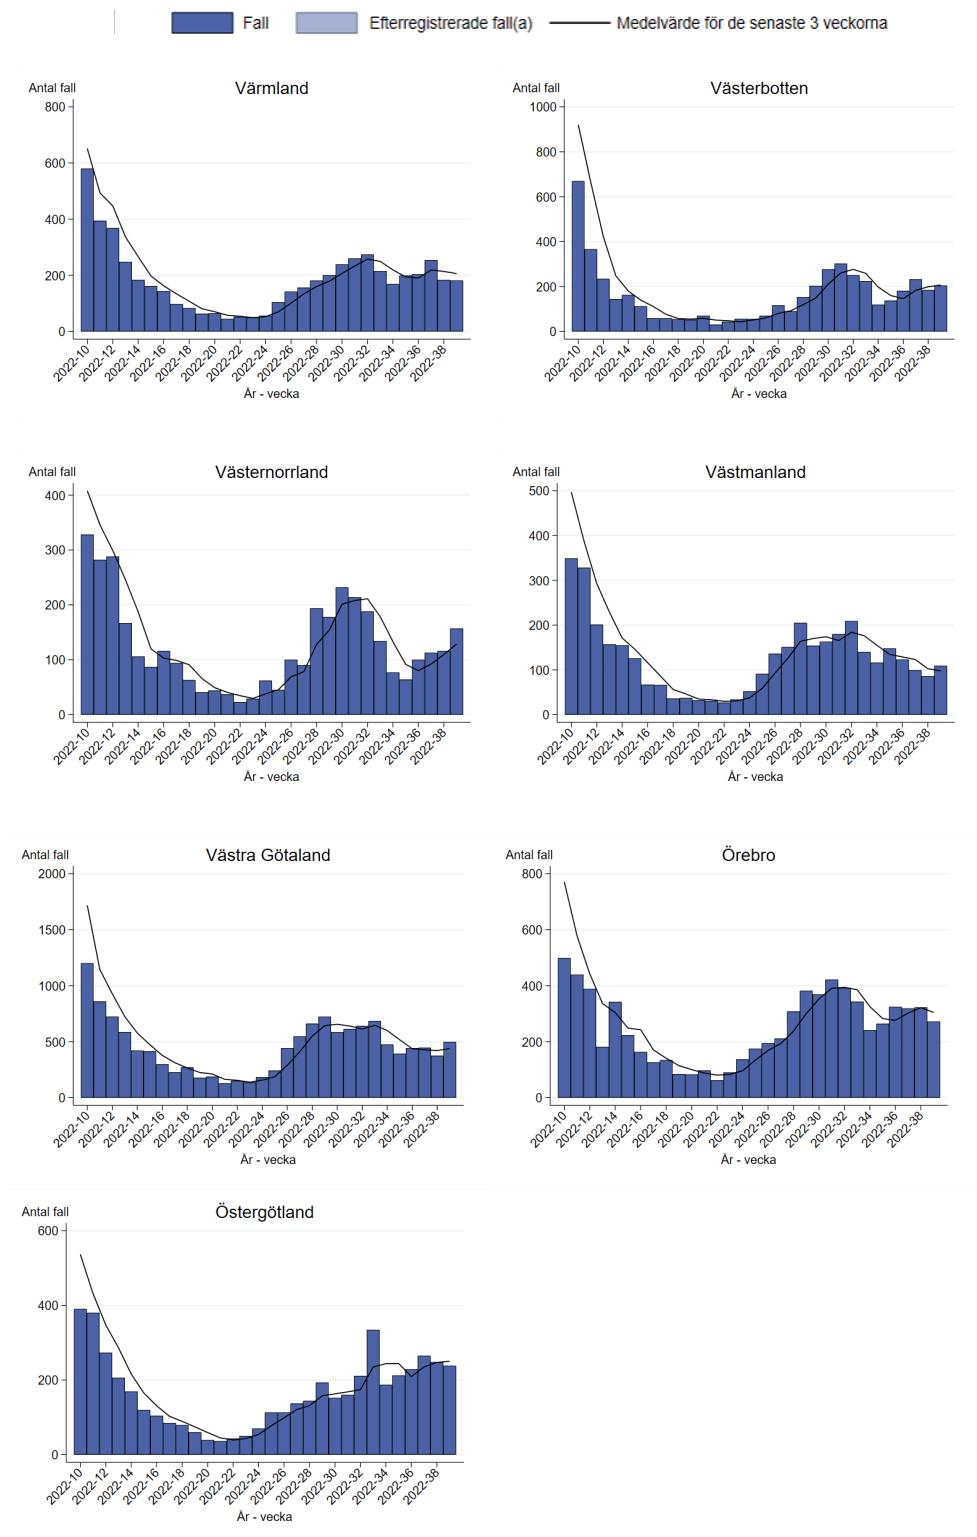 Fall Efterregistrerade fall(a) Medelvärde för de senaste 3 veckorna
Antal fall
Värmland
800
600
400
200
0
2022-10 2022-12 2022-14 2022-16 2022-18 2022-20 2022-22 2022-24 2022-26 2022-28 2022-30 2022-32 2022-34 2022-36 2022-38
År - vecka
Antal fall
Västerbotten
1000
800
600
400
200
0
2022-10 2022-12 2022-14 2022-16 2022-18 2022-20 2022-22 2022-24 2022-26 2022-28 2022-30 2022-32 2022-34 2022-36 2022-38
År - vecka
Antal fall
Västernorrland
400
300
200
100
0
2022-10 2022-12 2022-14 2022-16 2022-18 2022-20 2022-22 2022-24 2022-26 2022-28 2022-30 2022-32 2022-34 2022-36 2022-38
År - vecka
Antal fall
Västmanland
500
400
300
200
100
0
2022-10 2022-12 2022-14 2022-16 2022-18 2022-20 2022-22 2022-24 2022-26 2022-28 2022-30 2022-32 2022-34 2022-36 2022-38
År - vecka
Antal fall
Västra Götaland
2000
1500
1000
500
0
2022-10 2022-12 2022-14 2022-16 2022-18 2022-20 2022-22 2022-24 2022-26 2022-28 2022-30 2022-32 2022-34 2022-36 2022-38
År - vecka
Antal fall
Örebro
800
600
400
200
0
2022-10 2022-12 2022-14 2022-16 2022-18 2022-20 2022-22 2022-24 2022-26 2022-28 2022-30 2022-32 2022-34 2022-36 2022-38
År - vecka
Antal fall
Östergötland
600
400
200
0
2022-10 2022-12 2022-14 2022-16 2022-18 2022-20 2022-22 2022-24 2022-26 2022-28 2022-30 2022-32 2022-34 2022-36 2022-38
År - vecka